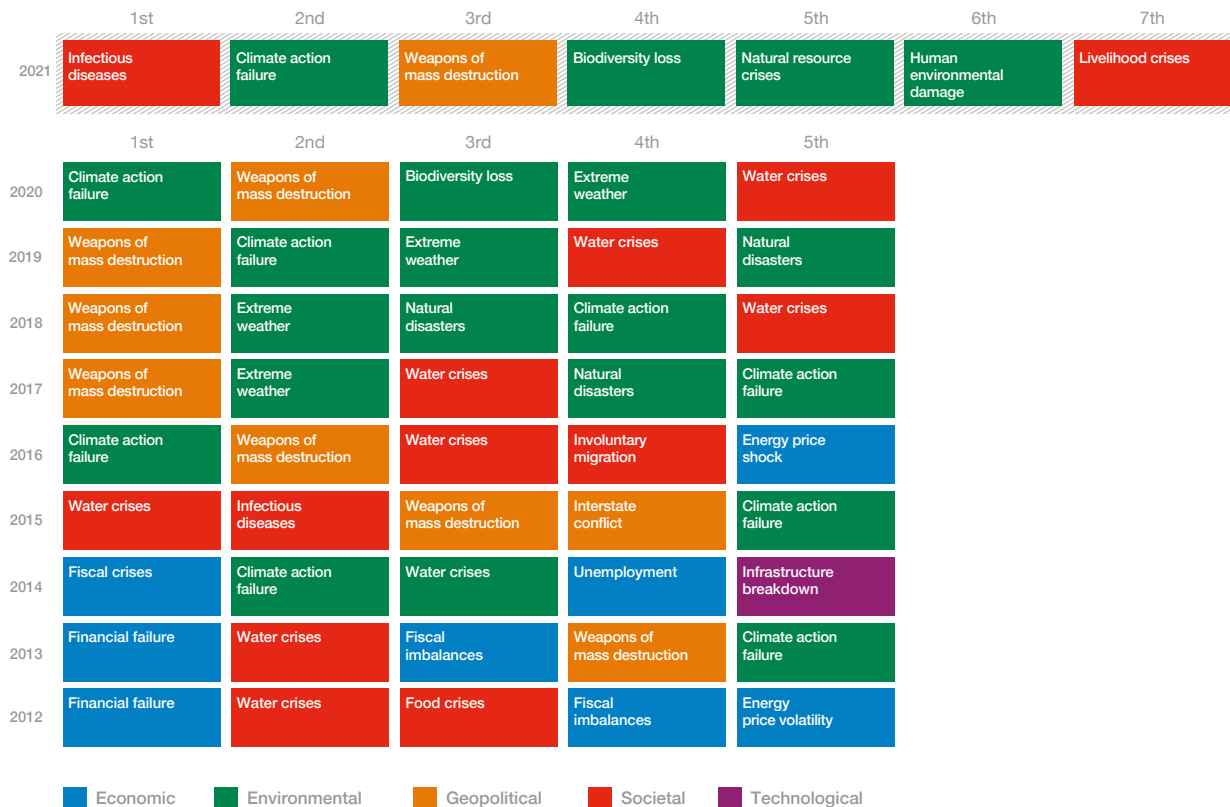 1st 2nd 3rd 4th 5th 6th 7th
2021
Infectious
diseases
Climate action
failure
Weapons of
mass destruction
Biodiversity loss
Natural resource
crises
Human
environmental
damage
Livelihood crises
1st 2nd 3rd 4th 5th
2020
Climate action
failure
Weapons of
mass destruction
Biodiversity loss
Extreme
weather
Water crises
2019
Weapons of
mass destruction
Climate action
failure
Extreme
weather
Water crises
Natural
disasters
2018
Weapons of
mass destruction
Extreme
weather
Natural
disasters
Climate action
failure
Water crises
2017
Weapons of
mass destruction
Extreme
weather
Water crises
Natural
disasters
Climate action
failure
2016
Climate action
failure
Weapons of
mass destruction
Water crises
Involuntary
migration
Energy price
shock
2015
Water crises
Infectious
diseases
Weapons of
mass destruction
Interstate
conflict
Climate action
failure
2014
Fiscal crises
Climate action
failure
Water crises
Unemployment
Infrastructure
breakdown
2013
Financial failure
Water crises
Fiscal
imbalances
Weapons of
mass destruction
Climate action
failure
2012
Financial failure
Water crises
Food crises
Fiscal
imbalances
Energy
price volatility
Economic Environmental Geopolitical Societal Technological